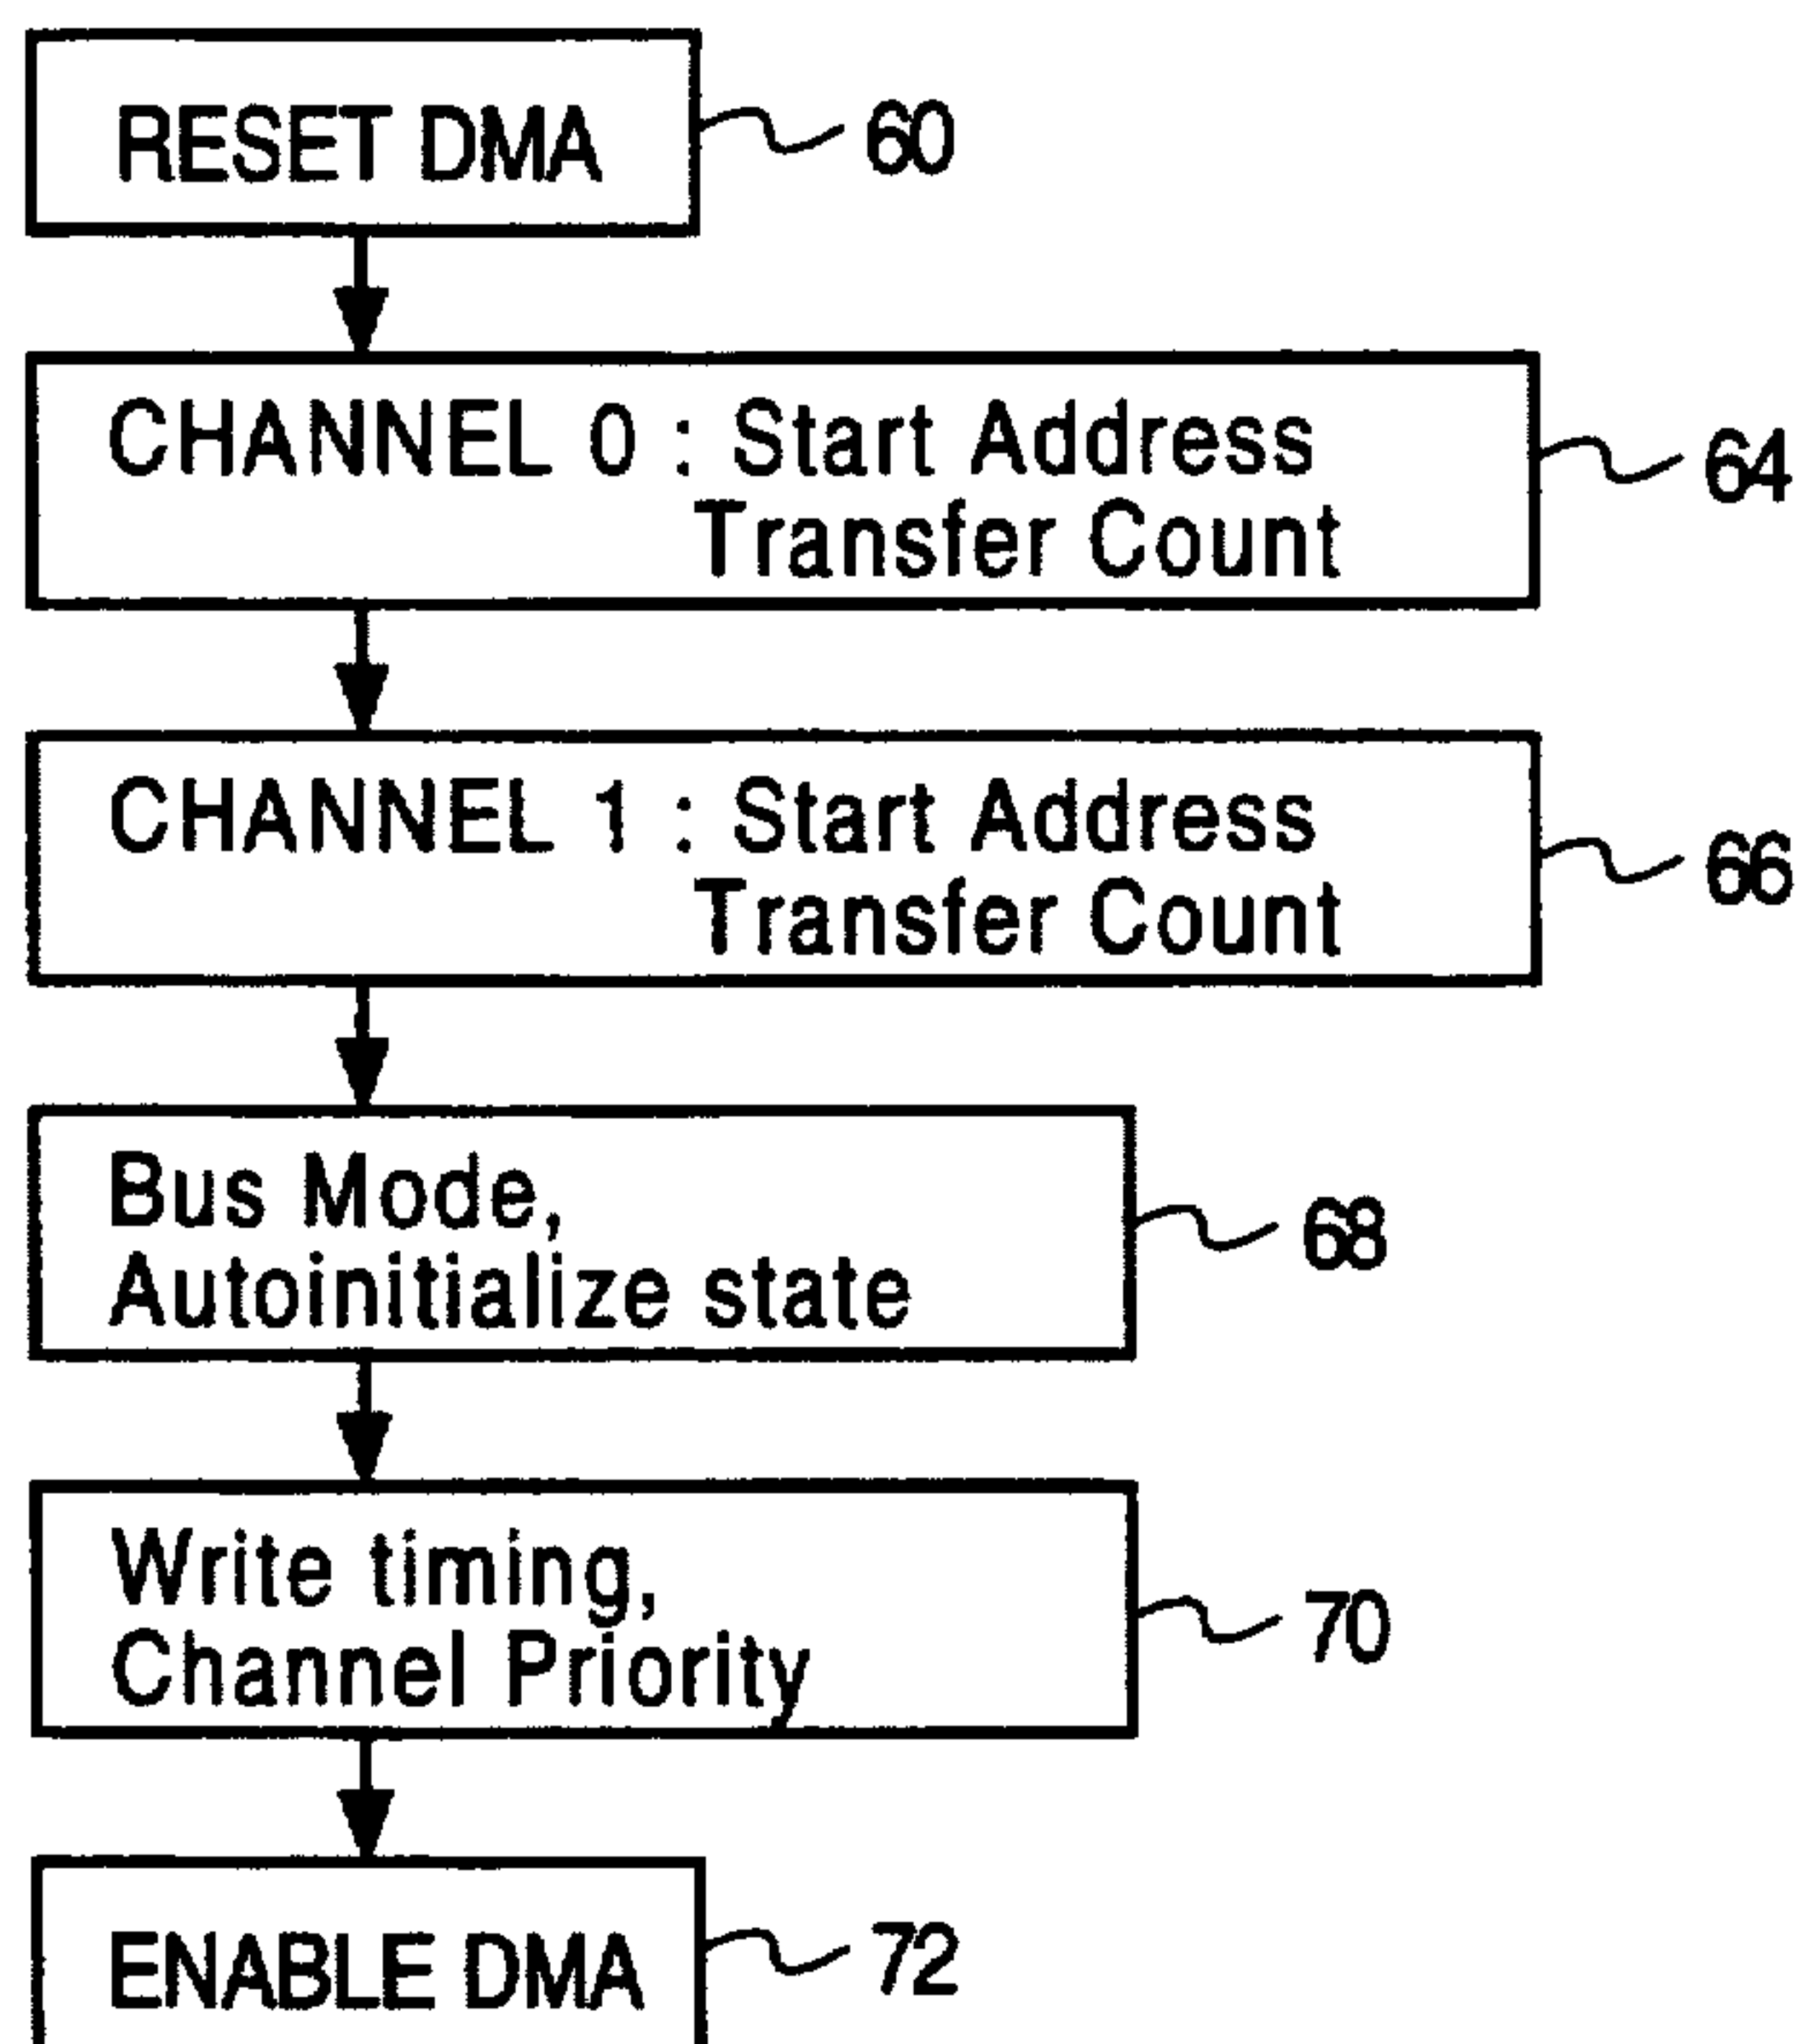 RESET DMA
60
CHANNEL 0 : Start Address
Transfer Count
64
CHANNEL 1 : Start Address
Transfer Count
66
Bus Mode,
Autoinitialize state
68
Write timing,
Channel Priority
70
ENABLE DMA
72